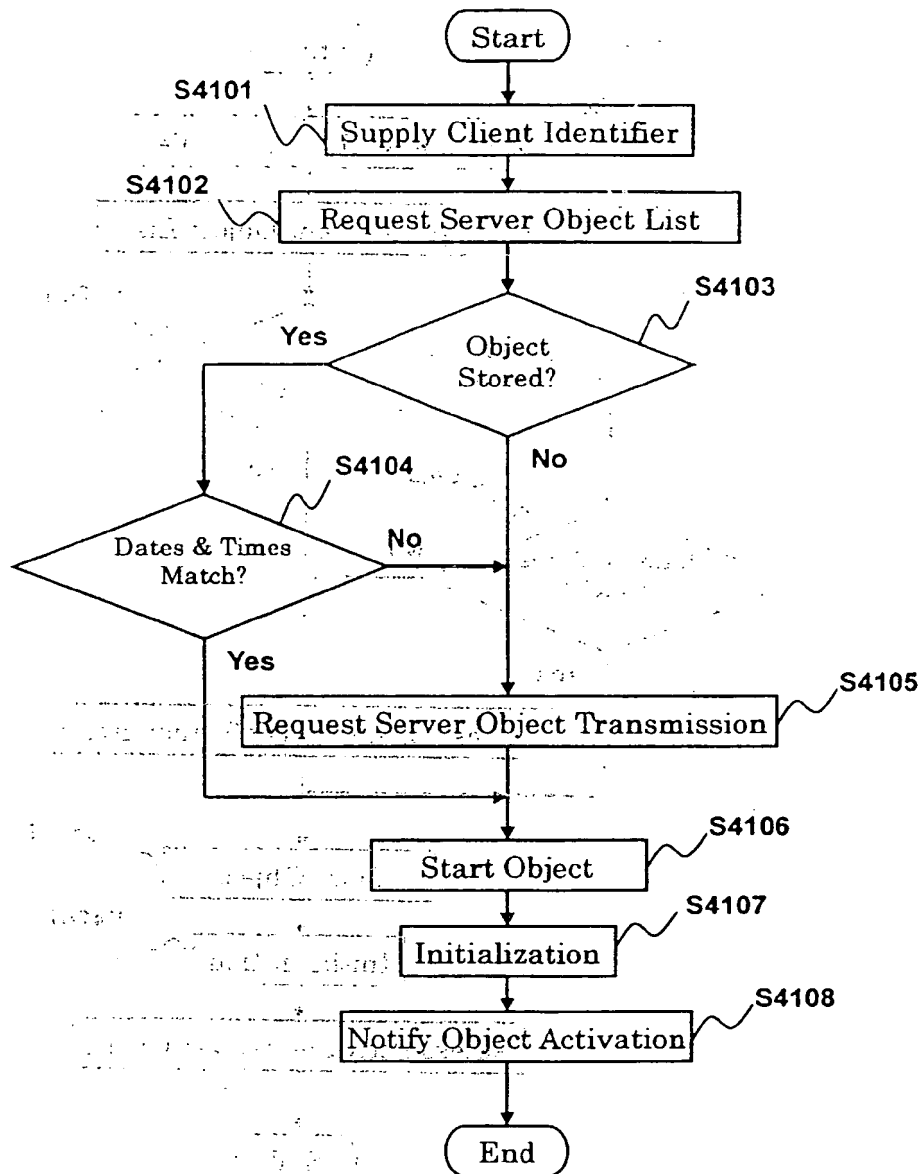 Start
S4101
Supply Client Identifier
S4102
Request Server Object List
S4103
Object
Stored?
Yes
No
S4104
Dates & Times
Match?
No
Yes
S4105
Request Server Object Transmission
S4106
Start Object
S4107
Initialization
S4108
Notify Object Activation
End